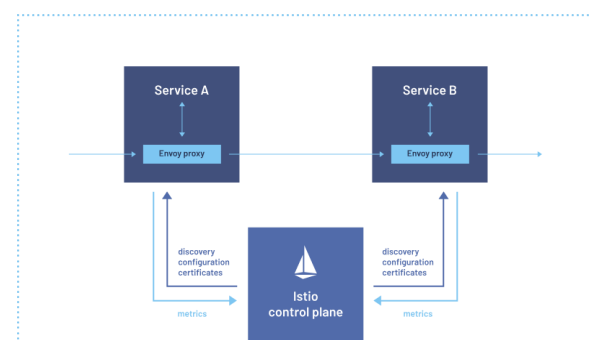 Service A
Service B
Envoy proxy
Envoy proxy
discovery
configuration
certificates
discovery
configuration
certificates
Istio
control plane
metrics
metrics